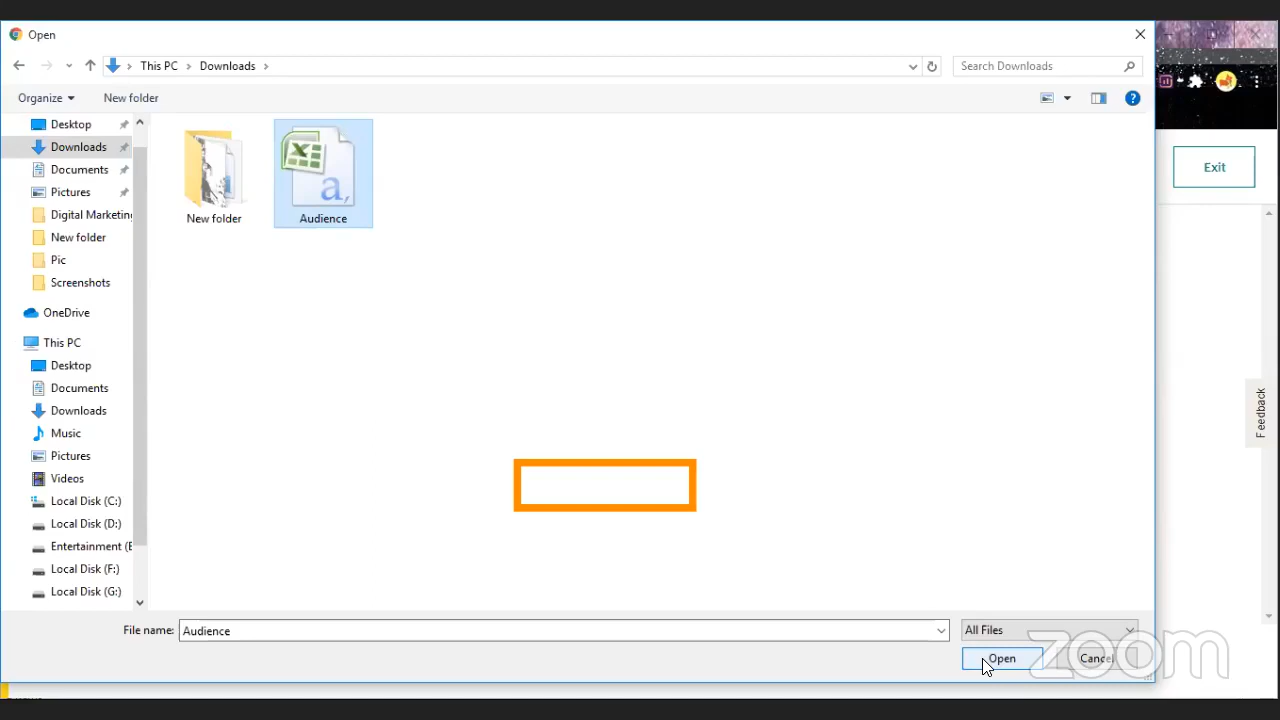 Open
This PC
Downloads
Search Downloads
Organize
New folder
Exit
Desktop
Downloads
Documents
Pictures
Digital Marketing
New folder
Pic
Screenshots
OneDrive
This PC
Desktop
Documents
Downloads
Music
Pictures
Videos
Local Disk (C:)
Local Disk (D:)
Entertainment (E
Local Disk (F:)
Local Disk (G:)
New folder
Audience
Feedback
File name: Audience
All Files
Open
Cancel
zoom